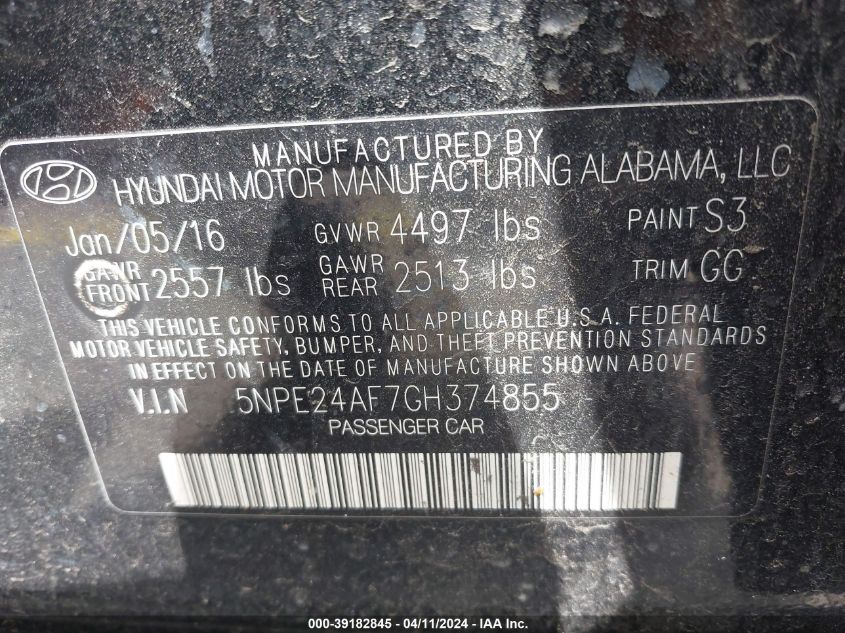 MANUFACTURED BY
HYUNDAI MOTOR MANUFACTURING ALABAMA, LLC
Jan/05/16 GVWR 4497 lbs PAINT S3
GAWR FRONT 2557 lbs GAWR REAR 2513 lbs TRIM GG
THIS VEHICLE CONFORMS TO ALL APPLICABLE U.S.A. FEDERAL
MOTOR VEHICLE SAFETY, BUMPER, AND THEFT PREVENTION STANDARDS
IN EFFECT ON THE DATE OF MANUFACTURE SHOWN ABOVE
V.I.N 5NPE24AF7GH374855
PASSENGER CAR
000-39182845 - 04/11/2024 - IAA Inc.